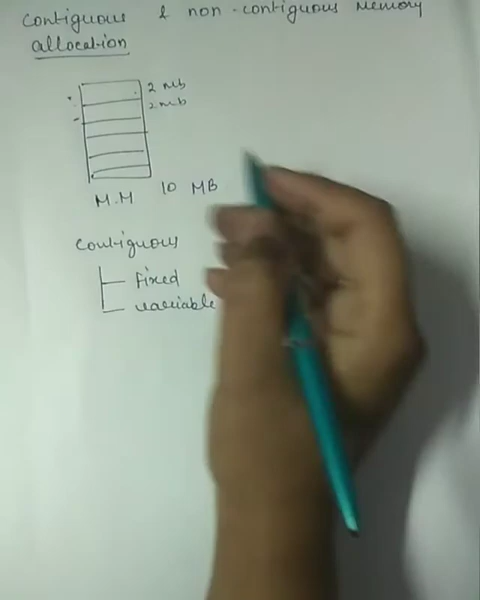 Contiguous & non-contiguous Memory
allocation
2 Mb
2 Mb
M.M 10 MB
Contiguous
Fixed
variable